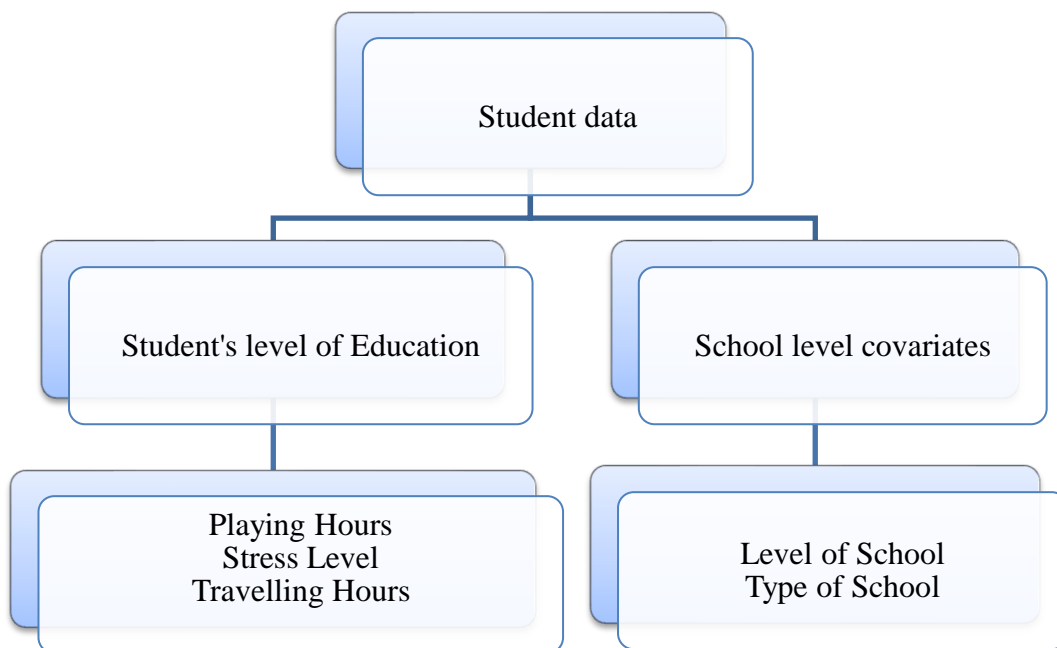 Student data
Student's level of Education
School level covariates
Playing Hours
Stress Level
Travelling Hours
Level of School
Type of School